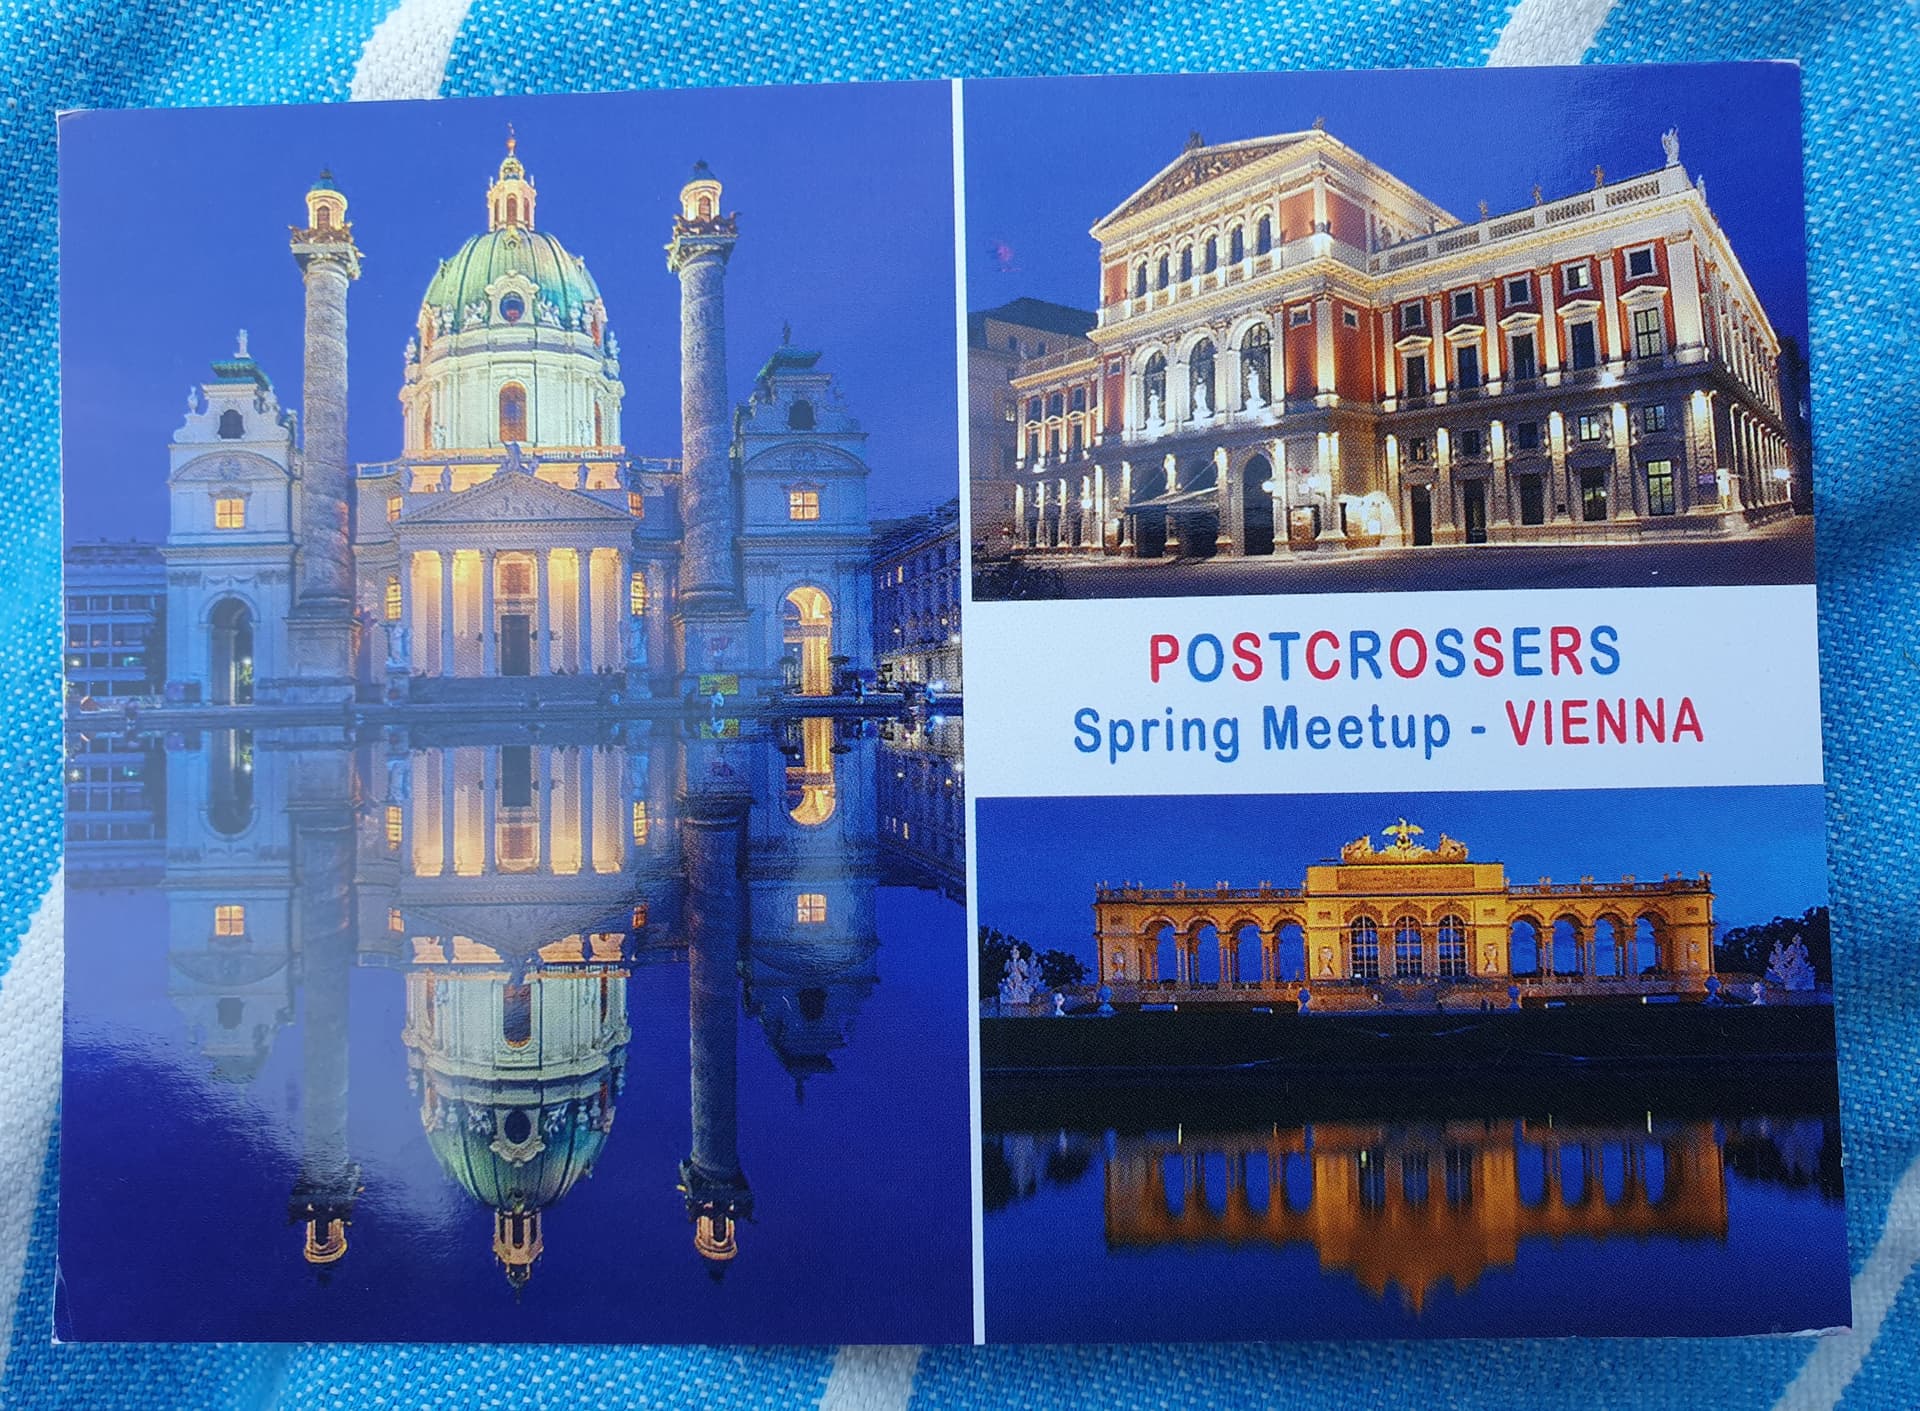 POSTCROSSERS
Spring Meetup - VIENNA